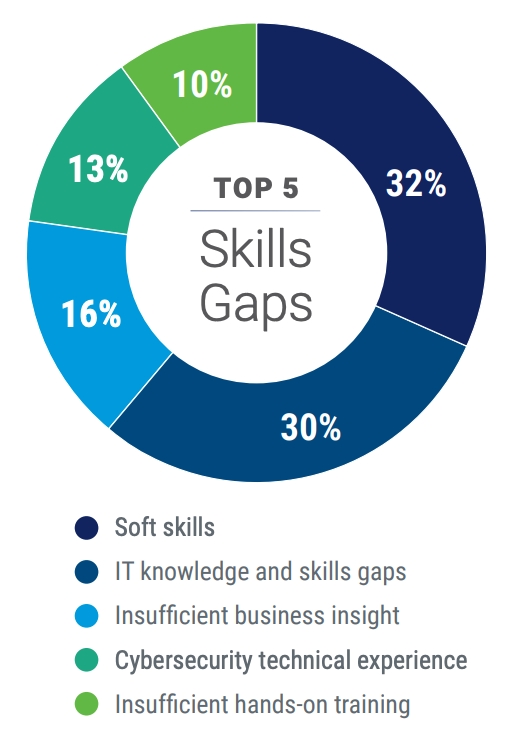 10%
32%
13%
TOP 5
Skills
Gaps
16%
30%
Soft skills
IT knowledge and skills gaps
Insufficient business insight
Cybersecurity technical experience
Insufficient hands-on training